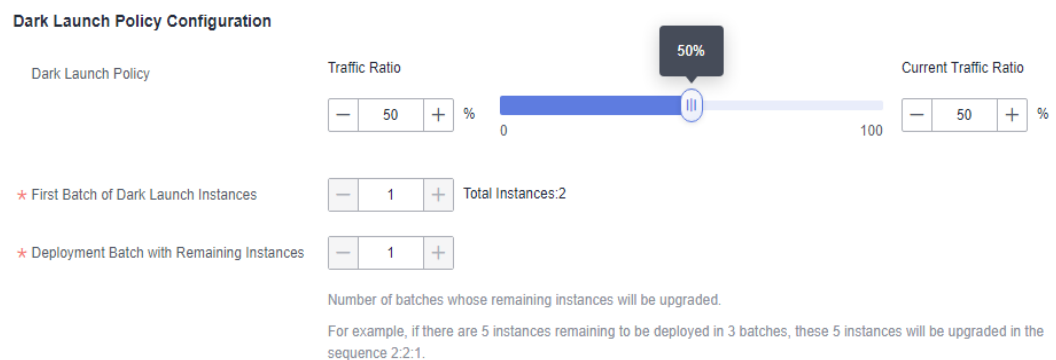 Dark Launch Policy Configuration
50%
Dark Launch Policy
Traffic Ratio
Current Traffic Ratio
50 %
0
100
50 %
* First Batch of Dark Launch Instances
1
Total Instances:2
* Deployment Batch with Remaining Instances
1
Number of batches whose remaining instances will be upgraded.
For example, if there are 5 instances remaining to be deployed in 3 batches, these 5 instances will be upgraded in the
sequence 2:2:1.